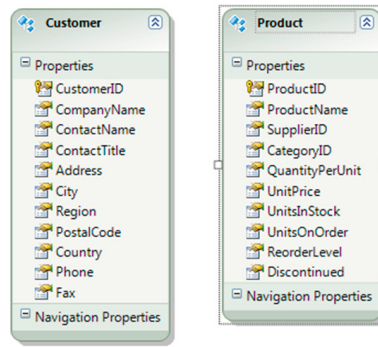 Customer
Properties
CustomerID
CompanyName
ContactName
ContactTitle
Address
City
Region
PostalCode
Country
Phone
Fax
Navigation Properties
Product
Properties
ProductID
ProductName
SupplierID
CategoryID
QuantityPerUnit
UnitPrice
UnitsInStock
UnitsOnOrder
ReorderLevel
Discontinued
Navigation Properties